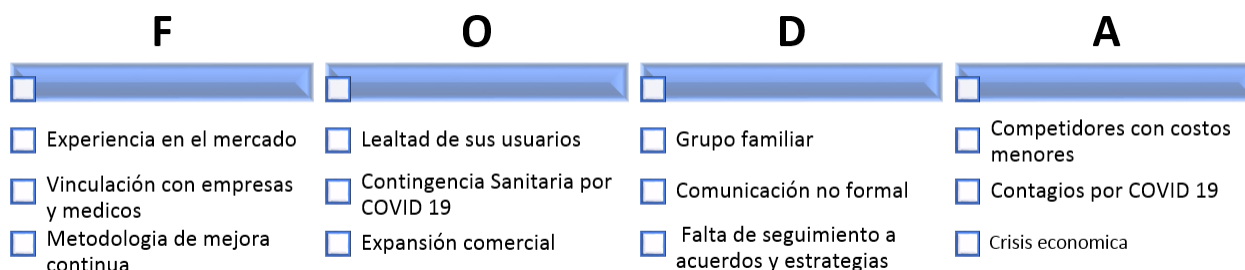 F
O
D
A
Experiencia en el mercado
Vinculación con empresas
y medicos
Metodologia de mejora
continua
Lealtad de sus usuarios
Contingencia Sanitaria por
COVID 19
Expansión comercial
Grupo familiar
Comunicación no formal
Falta de seguimiento a
acuerdos y estrategias
Competidores con costos
menores
Contagios por COVID 19
Crisis economica